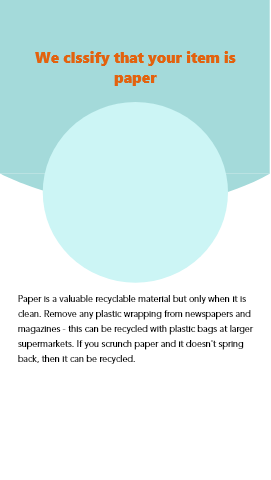 We clssify that your item is
paper
Paper is a valuable recyclable material but only when it is
clean. Remove any plastic wrapping from newspapers and
magazines - this can be recycled with plastic bags at larger
supermarkets. If you scrunch paper and it doesn't spring
back, then it can be recycled.